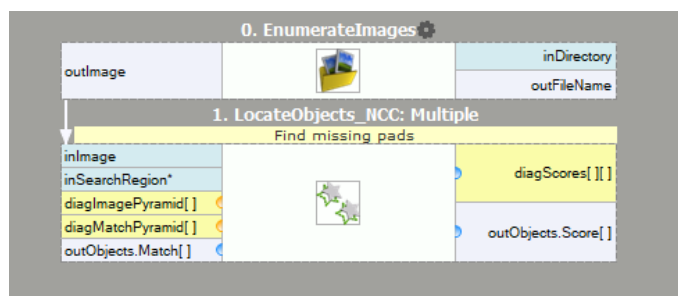 0. EnumerateImages
outImage
inDirectory
outFileName
1. LocateObjects_NCC: Multiple
Find missing pads
inImage
inSearchRegion*
diagImagePyramid[ ]
diagMatchPyramid[ ]
outObjects.Match[ ]
diagScores[ ][ ]
outObjects.Score[ ]